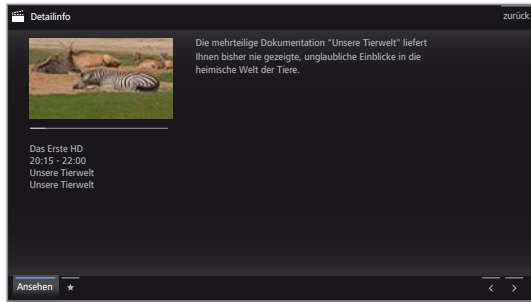 Detailinfo
zurück
Die mehrteilige Dokumentation "Unsere Tierwelt" liefert
Ihnen bisher nie gezeigte, unglaubliche Einblicke in die
heimische Welt der Tiere.
Das Erste HD
20:15 - 22:00
Unsere Tierwelt
Unsere Tierwelt
Ansehen